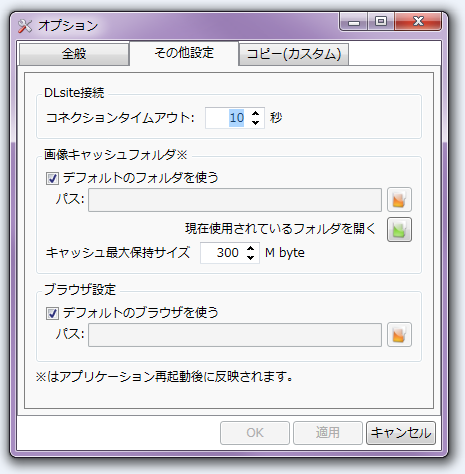 オプション
全般 その他設定 コピー(カスタム)
DLsite接続
コネクションタイムアウト: 10 秒
画像キャッシュフォルダ※
デフォルトのフォルダを使う
パス:
現在使用されているフォルダを開く
キャッシュ最大保持サイズ 300 M byte
ブラウザ設定
デフォルトのブラウザを使う
パス:
※はアプリケーション再起動後に反映されます。
OK 適用 キャンセル